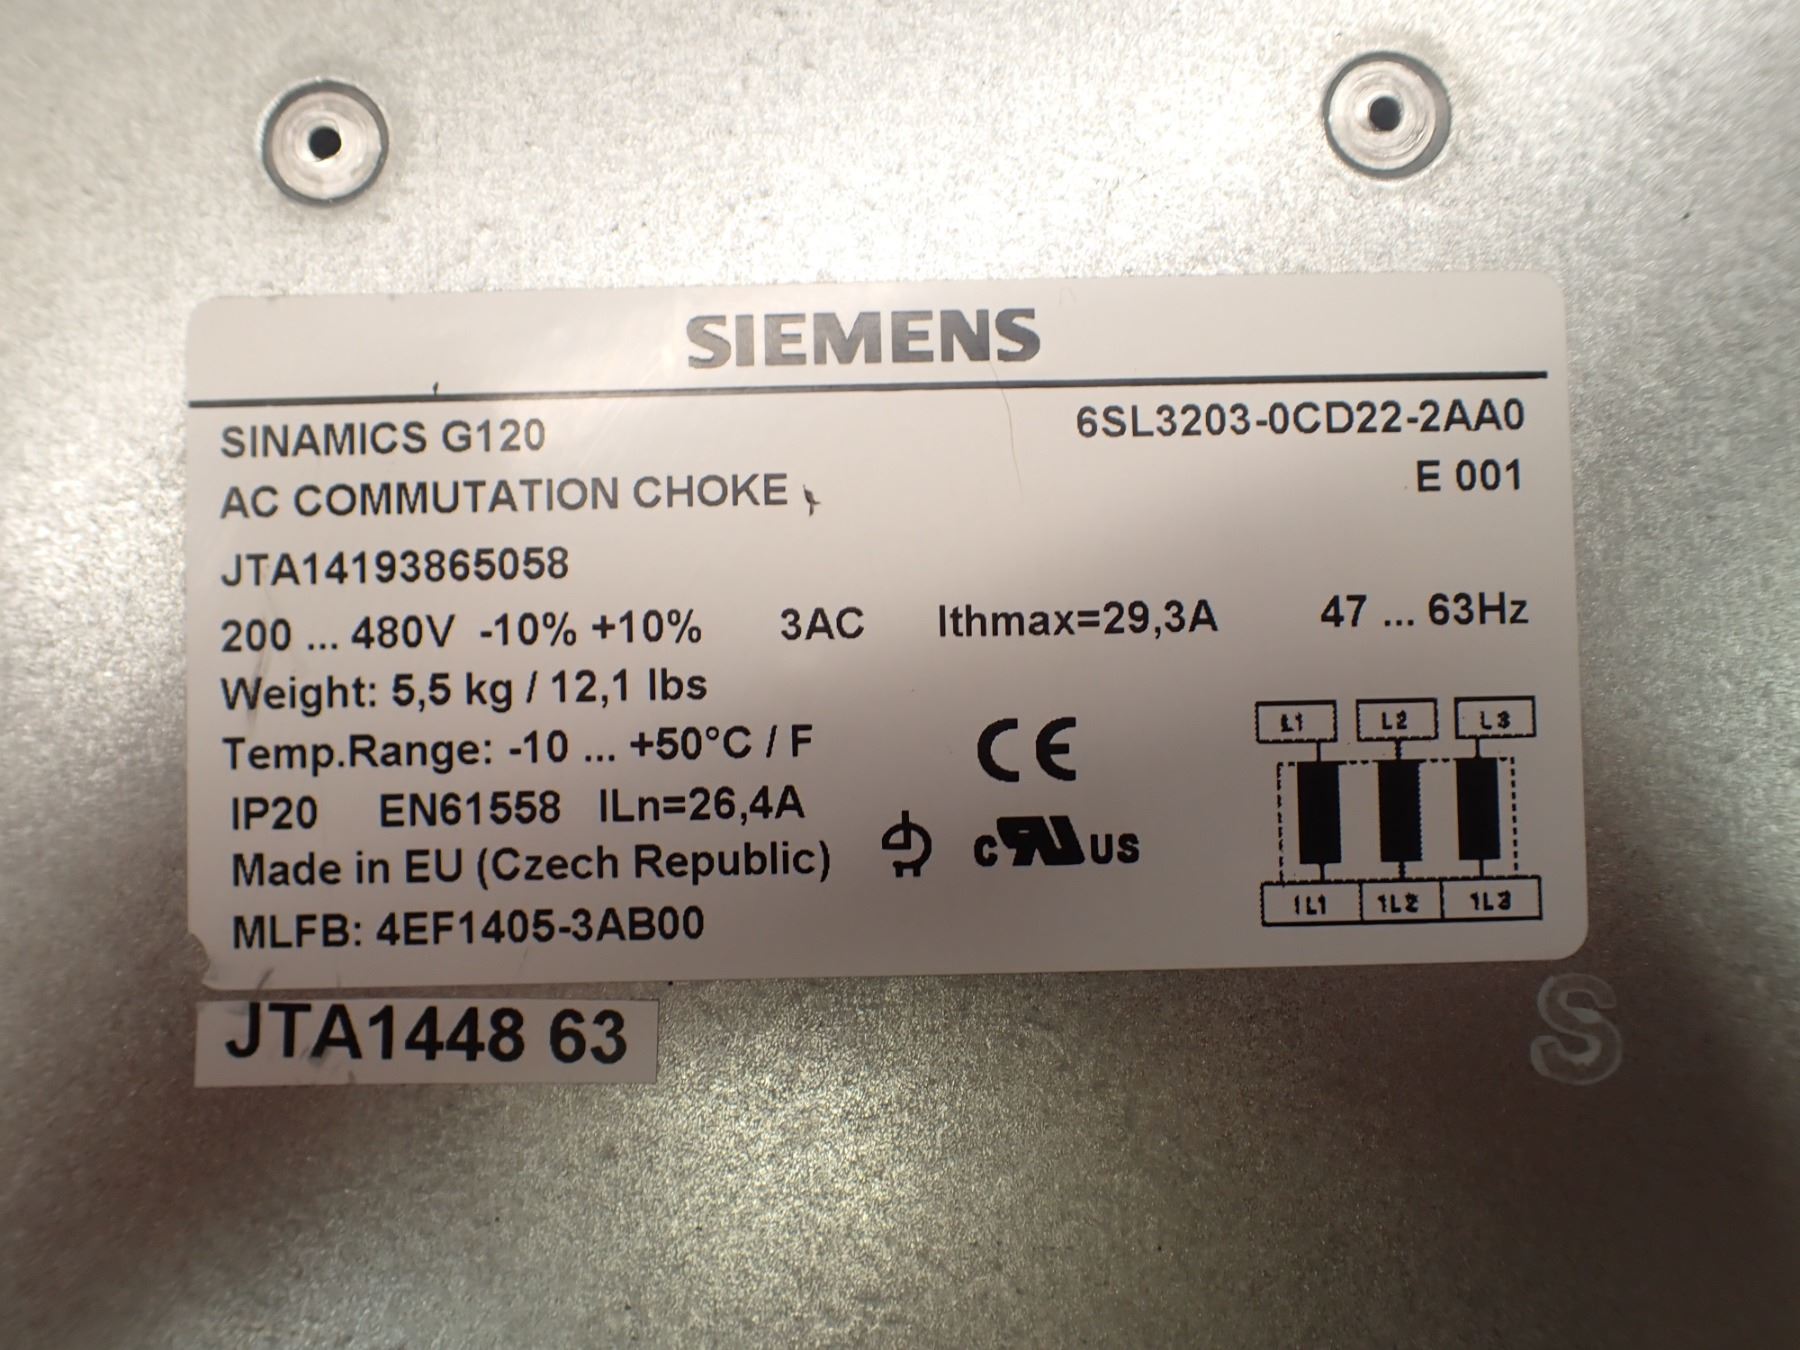 SIEMENS
SINAMICS G120 6SL3203-0CD22-2AA0
AC COMMUTATION CHOKE E 001
JTA14193865058
200 ... 480V -10% +10% 3AC Ithmax=29,3A 47 ... 63Hz
Weight: 5,5 kg / 12,1 lbs
L1 L2 L3
Temp.Range: -10 ... +50°C / F CE
IP20 EN61558 ILn=26,4A
Made in EU (Czech Republic) c RU US
1L1 1L2 1L3
MLFB: 4EF1405-3AB00
JTA1448 63
S